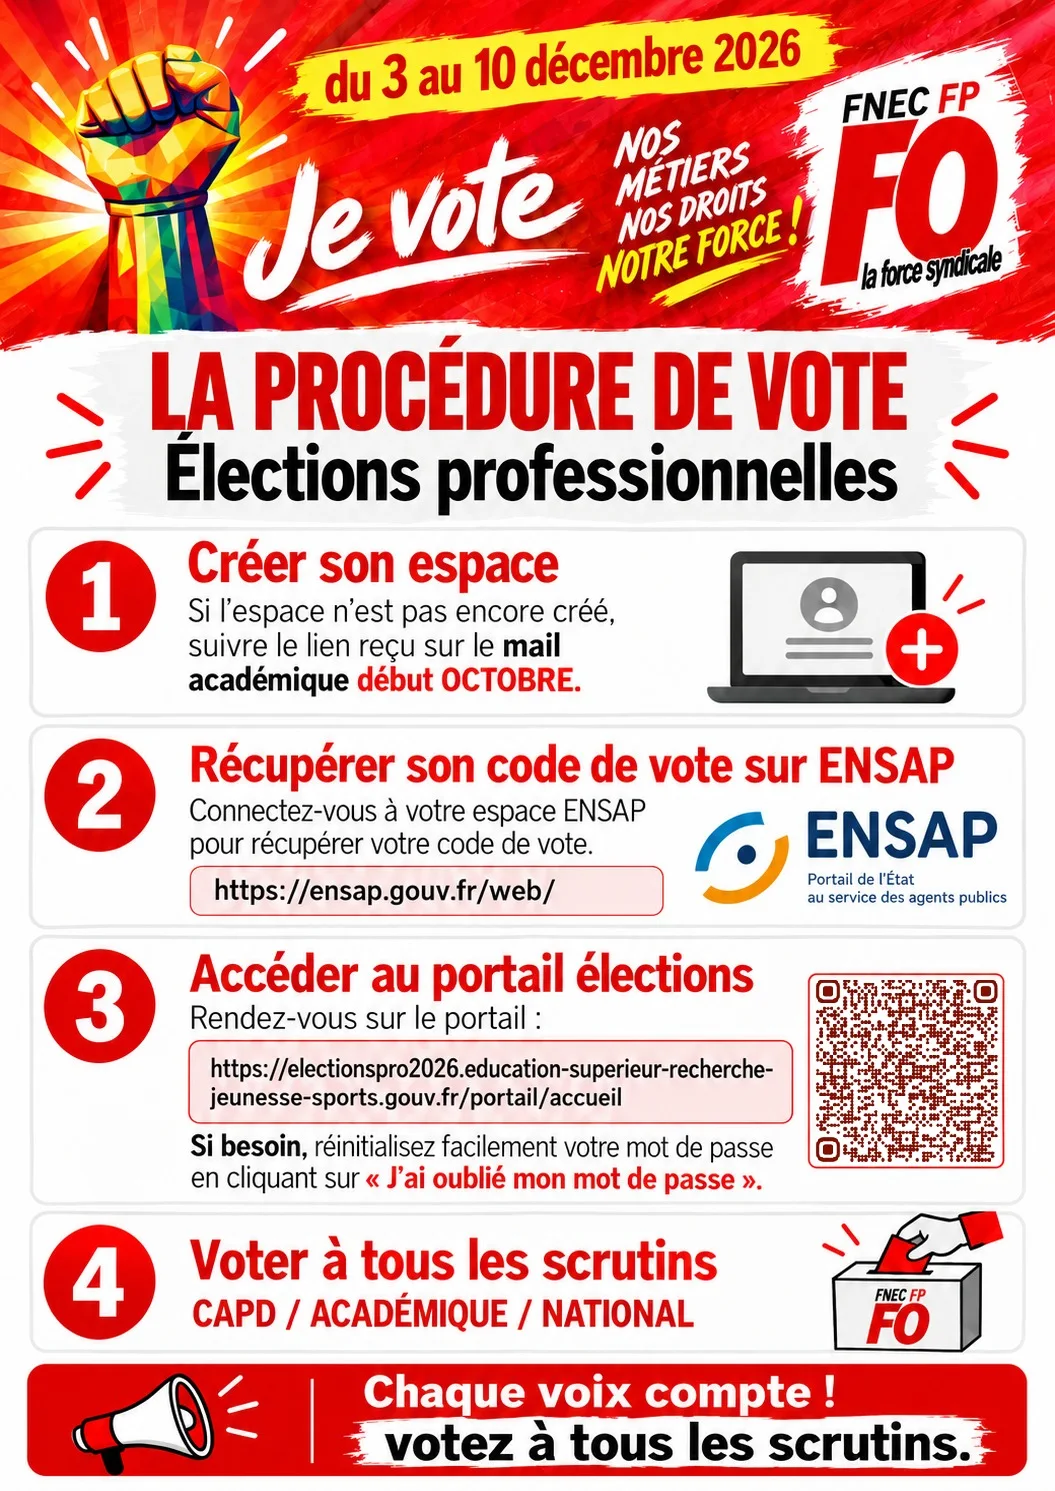 du 3 au 10 décembre 2026
Je vote
NOS
MÉTIERS
NOS DROITS
NOTRE FORCE !
FNEC FP
FO
la force syndicale
LA PROCÉDURE DE VOTE
Élections professionnelles
1
Créer son espace
Si l'espace n'est pas encore créé,
suivre le lien reçu sur le mail
académique début OCTOBRE.
2
Récupérer son code de vote sur ENSAP
Connectez-vous à votre espace ENSAP
pour récupérer votre code de vote.
https://ensap.gouv.fr/web/
ENSAP
Portail de l'État
au service des agents publics
3
Accéder au portail élections
Rendez-vous sur le portail :
https://electionspro2026.education-superieur-recherche-
jeunesse-sports.gouv.fr/portail/accueil
Si besoin, réinitialisez facilement votre mot de passe
en cliquant sur « J'ai oublié mon mot de passe ».
4
Voter à tous les scrutins
CAPD / ACADÉMIQUE / NATIONAL
FNEC FP
FO
Chaque voix compte !
votez à tous les scrutins.